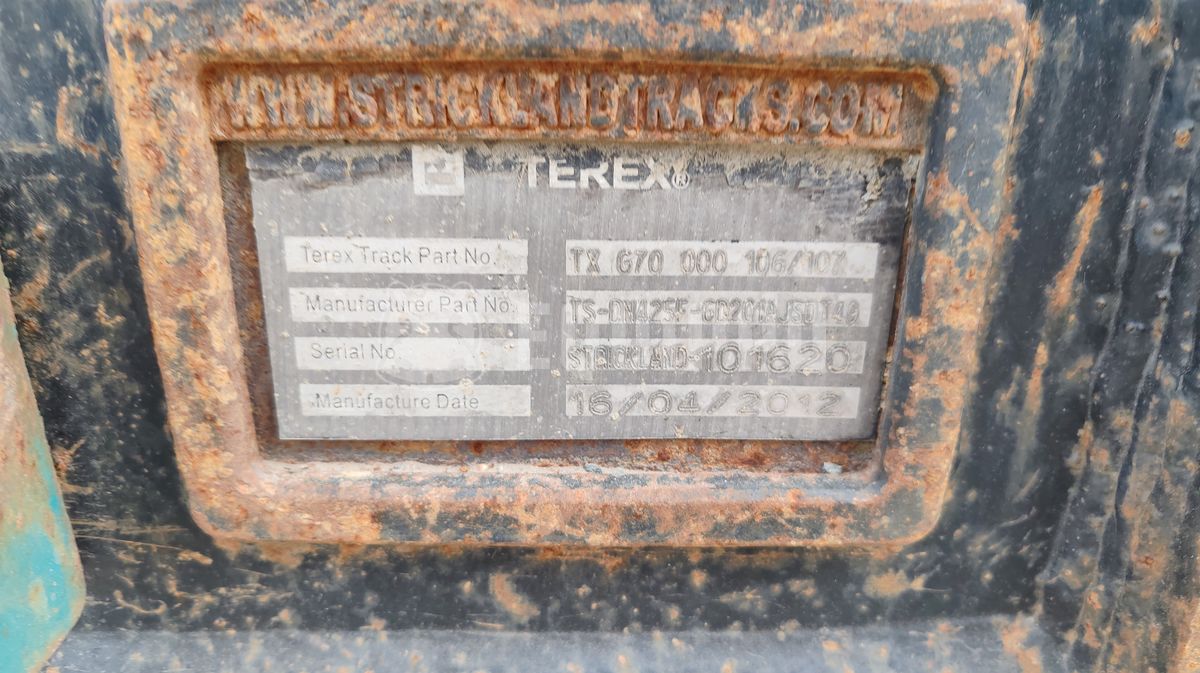 WWW.STRICKLANDTRACKS.COM
TEREX®
Terex Track Part No. TX G70 000 106/107
Manufacturer Part No.
Serial No. STRICKLAND-101620
Manufacture Date 16/04/2012